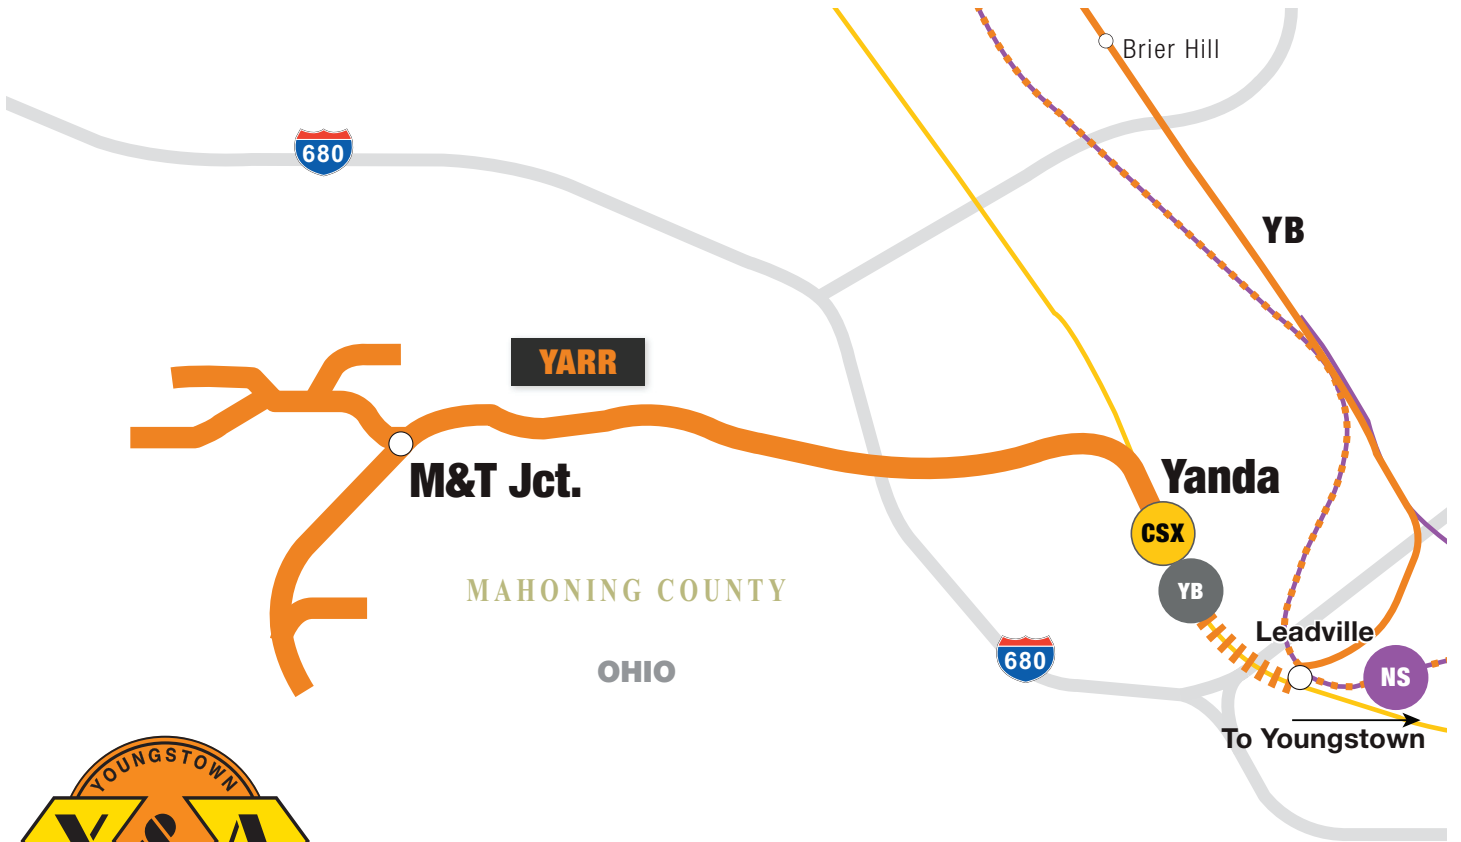 Brier Hill
680
YB
YARR
M&T Jct.
Yanda
CSX
MAHONING COUNTY
YB
Leadville
680
OHIO
NS
To Youngstown
YOUNGSTOWN
Y & A